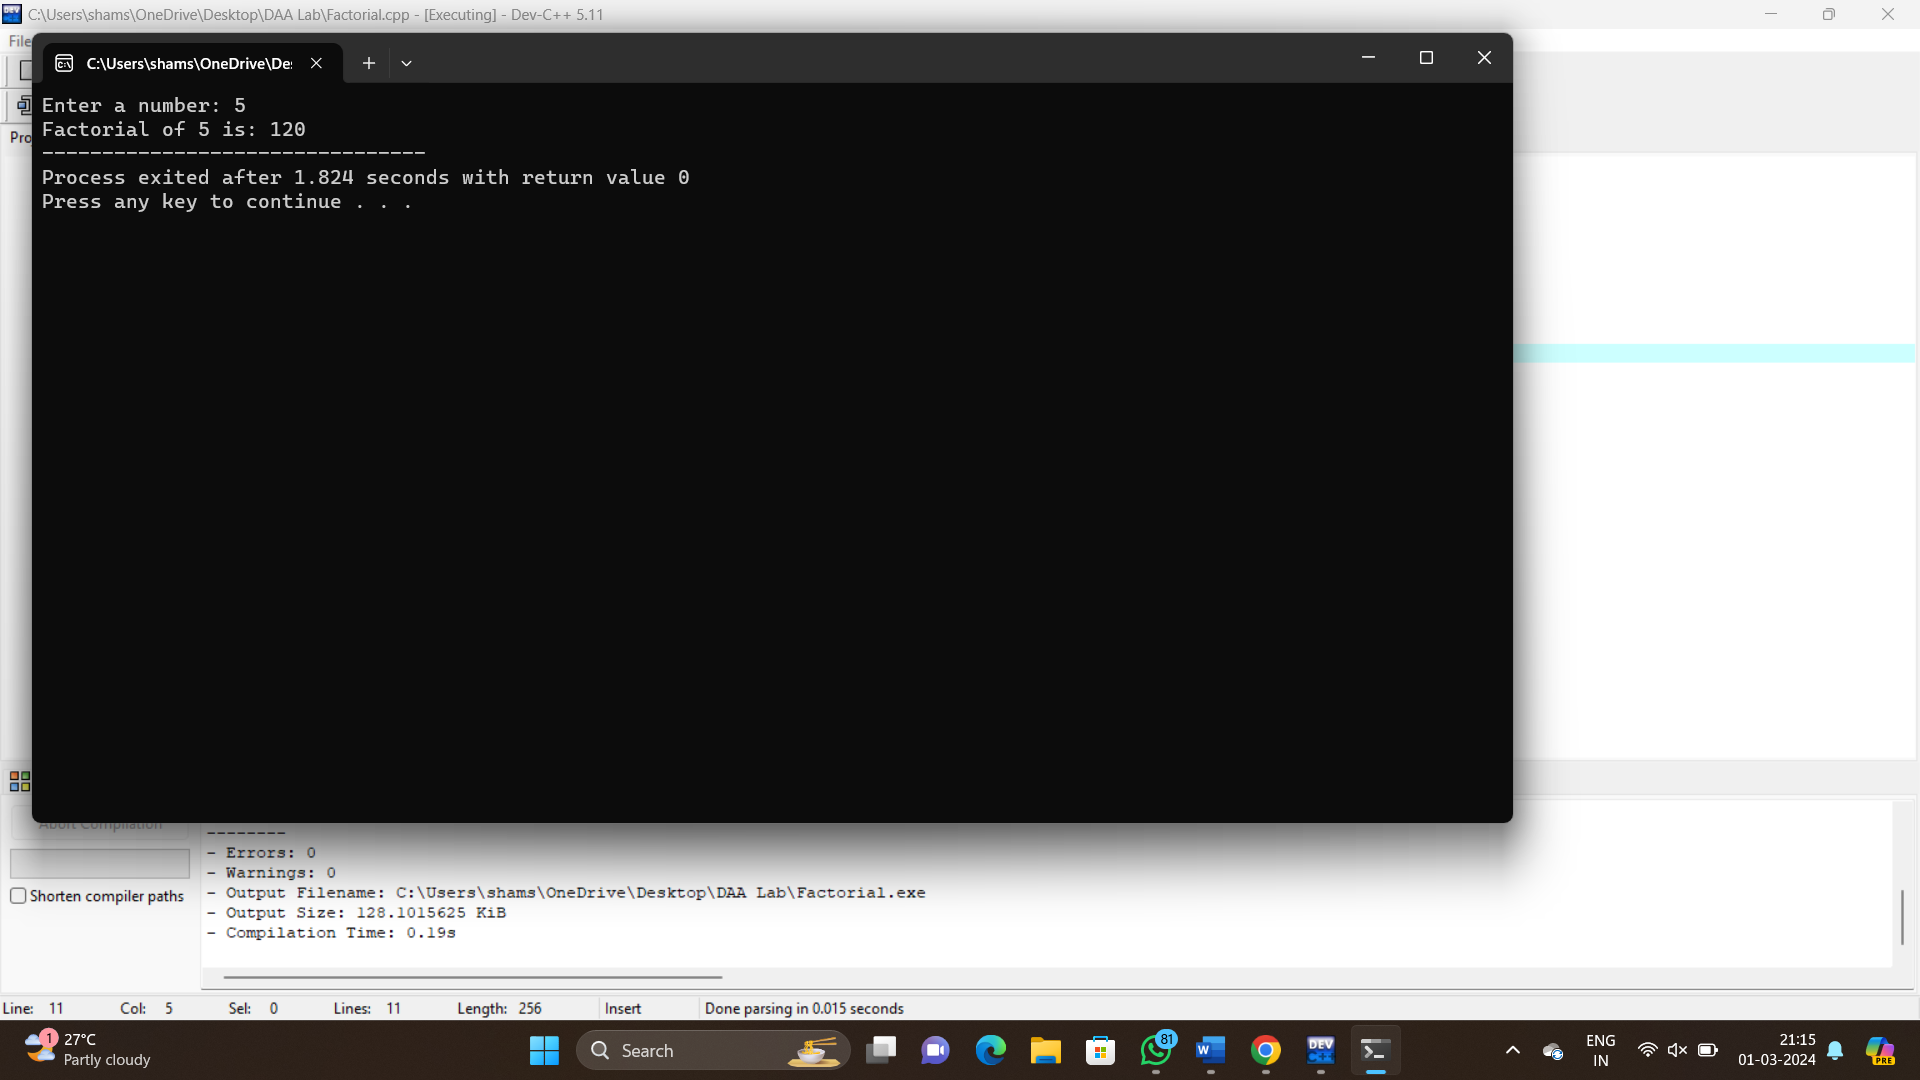 C:\Users\shams\OneDrive\Desktop\DAA Lab\Factorial.cpp - [Executing] - Dev-C++ 5.11
File
C:\Users\shams\OneDrive\Des
Enter a number: 5
Factorial of 5 is: 120
--------------------------------
Process exited after 1.824 seconds with return value 0
Press any key to continue . . .
Abort Compilation
--------
- Errors: 0
- Warnings: 0
- Output Filename: C:\Users\shams\OneDrive\Desktop\DAA Lab\Factorial.exe
- Output Size: 128.1015625 KiB
- Compilation Time: 0.19s
Shorten compiler paths
Line: 11 Col: 5 Sel: 0 Lines: 11 Length: 256 Insert Done parsing in 0.015 seconds
1
27°C
Partly cloudy
Search
81
W
DEV
PRE
ENG
IN
21:15
01-03-2024